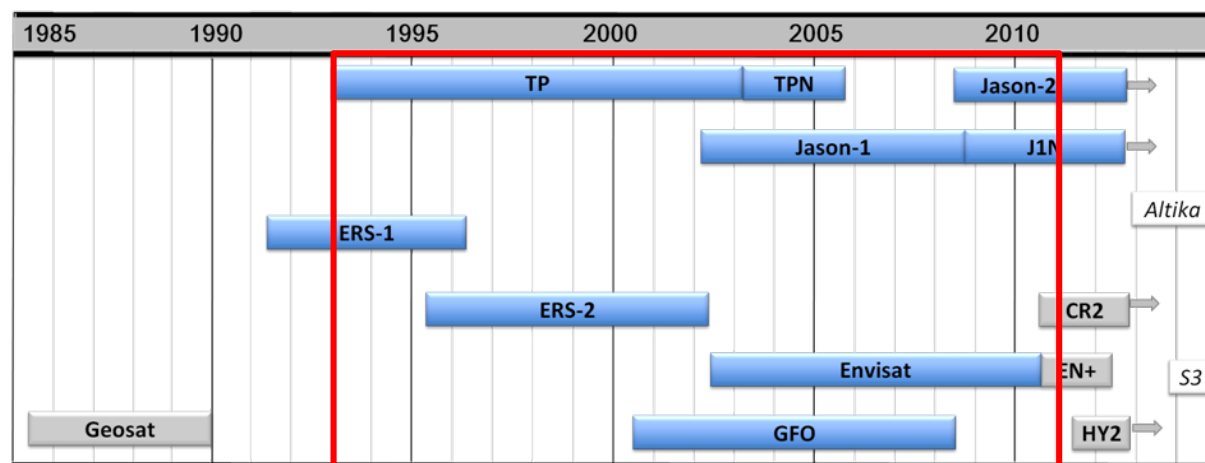 1985 1990 1995 2000 2005 2010
TP TPN Jason-2
Jason-1 J1N
Altika
ERS-1
ERS-2 CR2
Envisat EN+
S3
Geosat GFO HY2